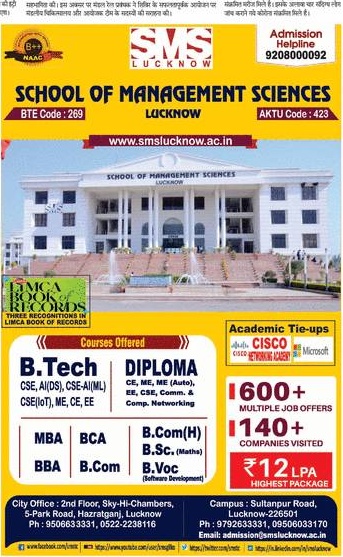 B++
NAAC
SMS
LUCKNOW
Admission
Helpline
9208000092
SCHOOL OF MANAGEMENT SCIENCES
BTE Code : 269
LUCKNOW
AKTU Code : 423
www.smslucknow.ac.in
SCHOOL OF MANAGEMENT SCIENCES
LUCKNOW
SMS
LIMCA
BOOK of
RECORDS
THREE RECOGNITIONS IN
LIMCA BOOK OF RECORDS
Courses Offered
B.Tech
CSE, AI(DS), CSE-AI(ML)
CSE(IoT), ME, CE, EE
DIPLOMA
CE, ME, ME (Auto),
EE, CSE, Comm. &
Comp. Networking
MBA
BCA
BBA
B.Com
B.Com(H)
B.Sc. (Maths)
B.Voc
(Software Development)
Academic Tie-ups
CISCO
CISCO
NETWORKING ACADEMY
Microsoft
600+
MULTIPLE JOB OFFERS
140+
COMPANIES VISITED
₹12 LPA
HIGHEST PACKAGE
City Office : 2nd Floor, Sky-Hi-Chambers,
5-Park Road, Hazratganj, Lucknow
Ph : 9506633331, 0522-2238116
Campus : Sultanpur Road,
Lucknow-226501
Ph : 9792633331, 09506033170
Email: admission@smslucknow.ac.in